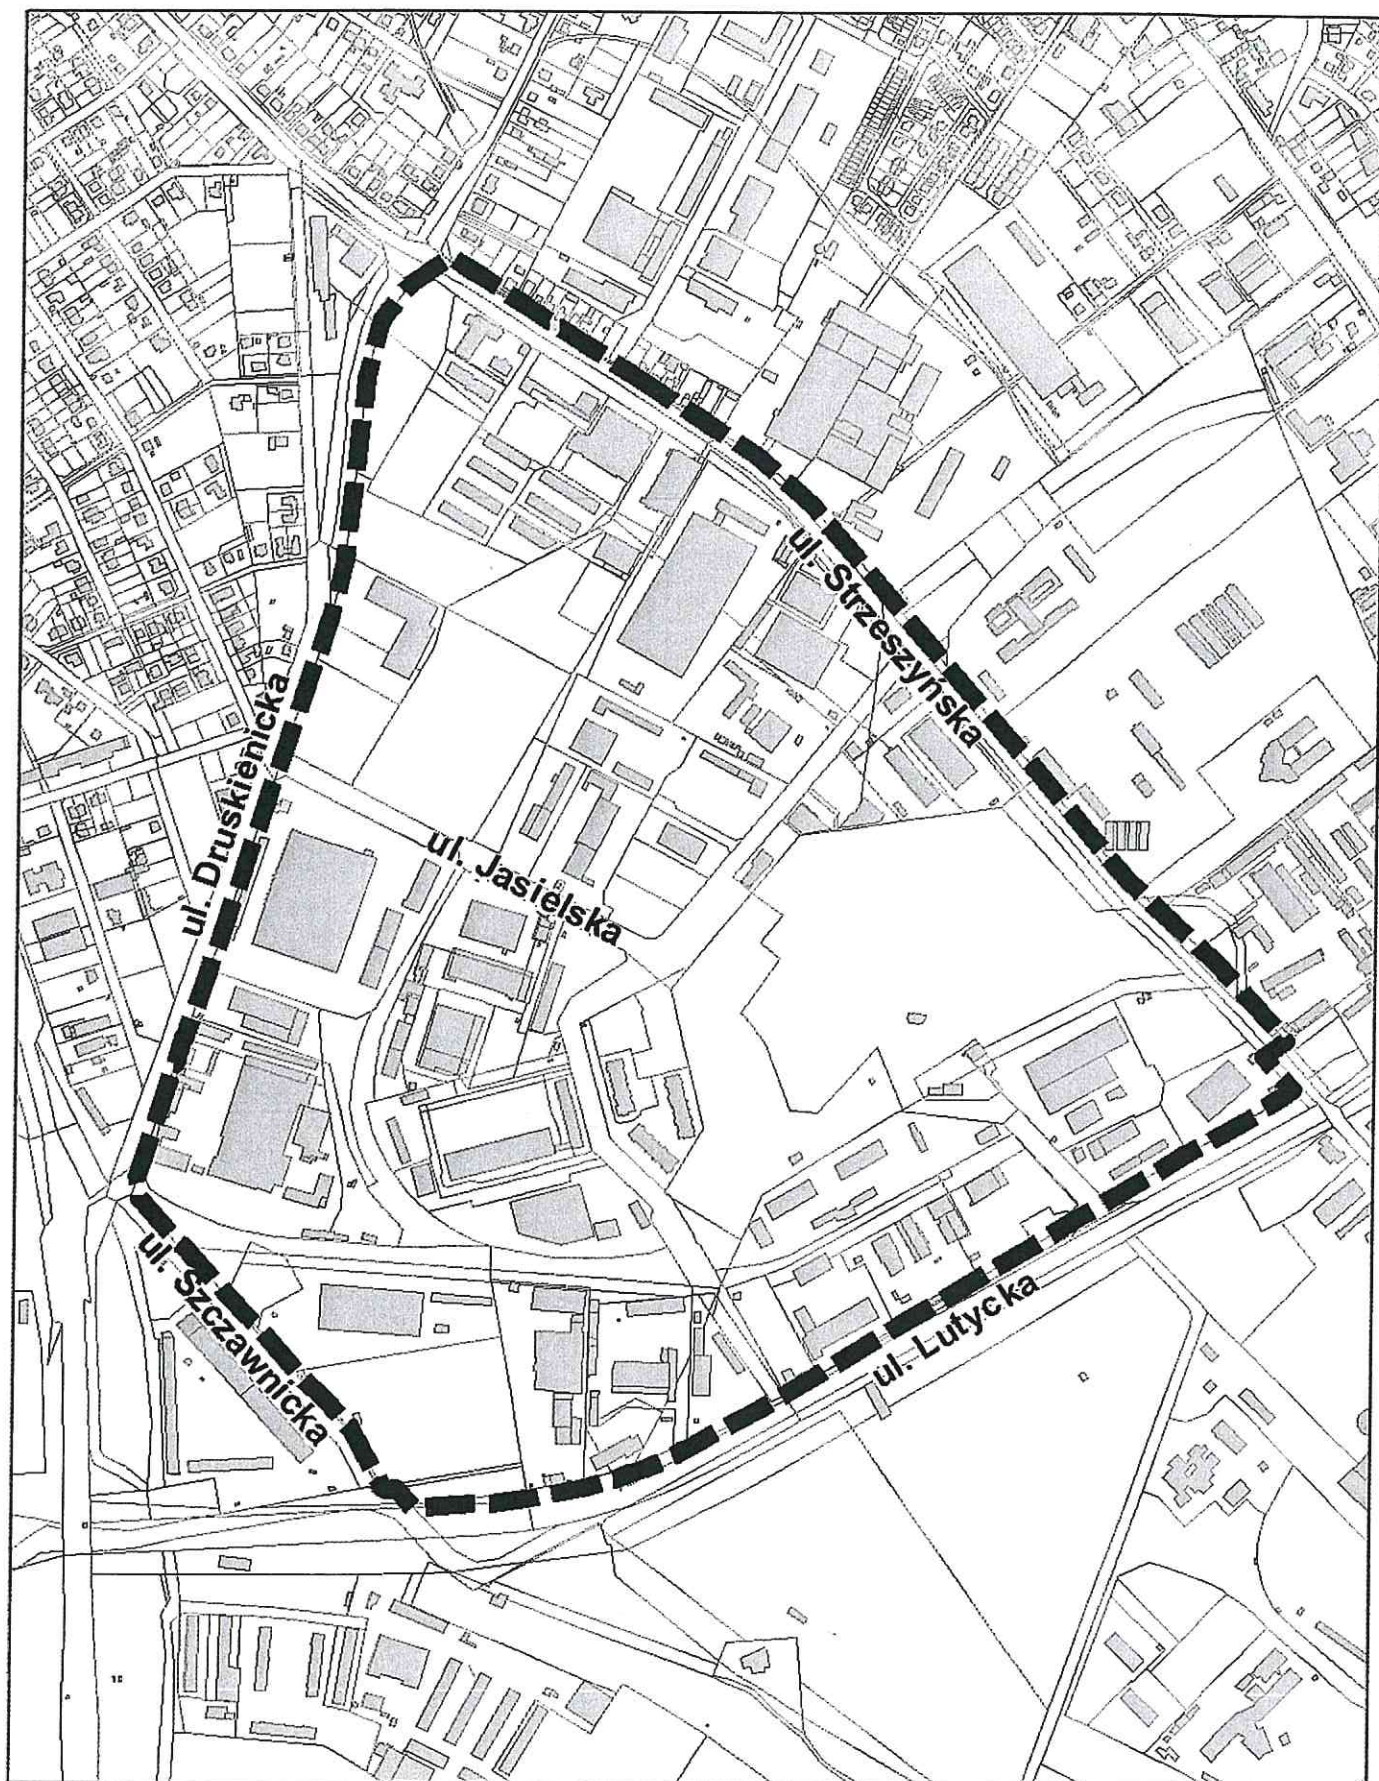 ul. Strzeszyńska
ul. Druskienicka
ul. Jasielska
ul. Szczawnicka
ul. Lutycka